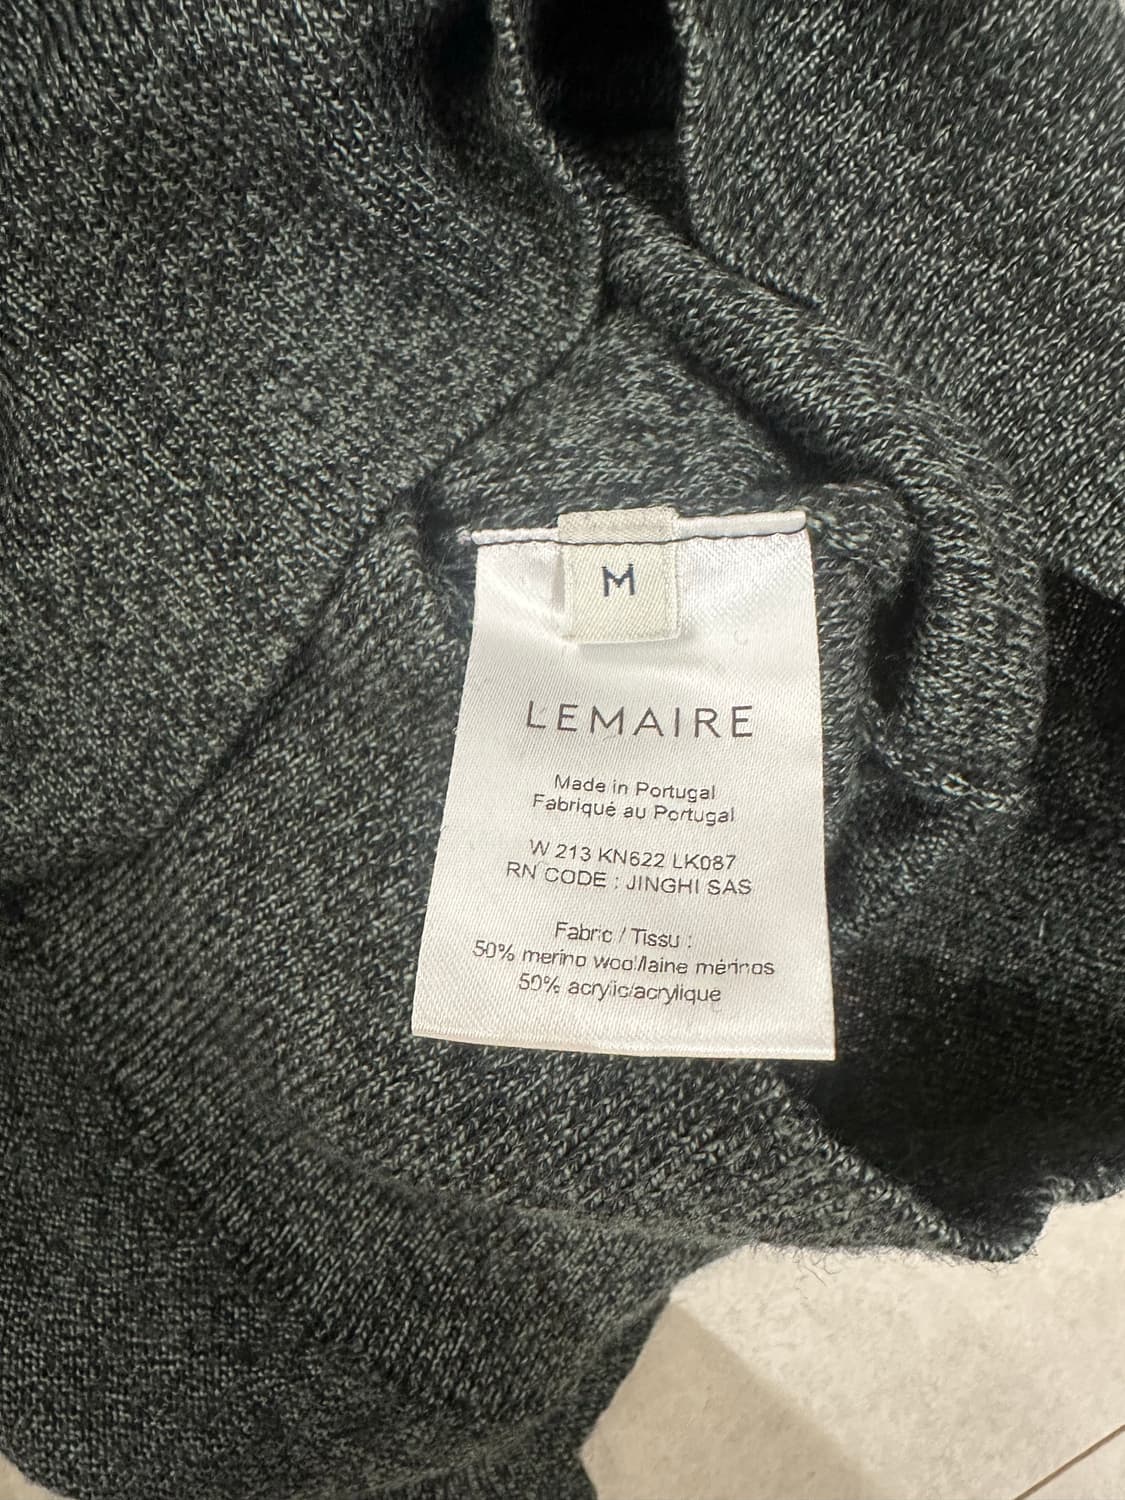 M
LEMAIRE
Made in Portugal
Fabriqué au Portugal
W 213 KN622 LK087
RN CODE : JINGHI SAS
Fabric / Tissu :
50% merino wool/laine mérinos
50% acrylic/acrylique